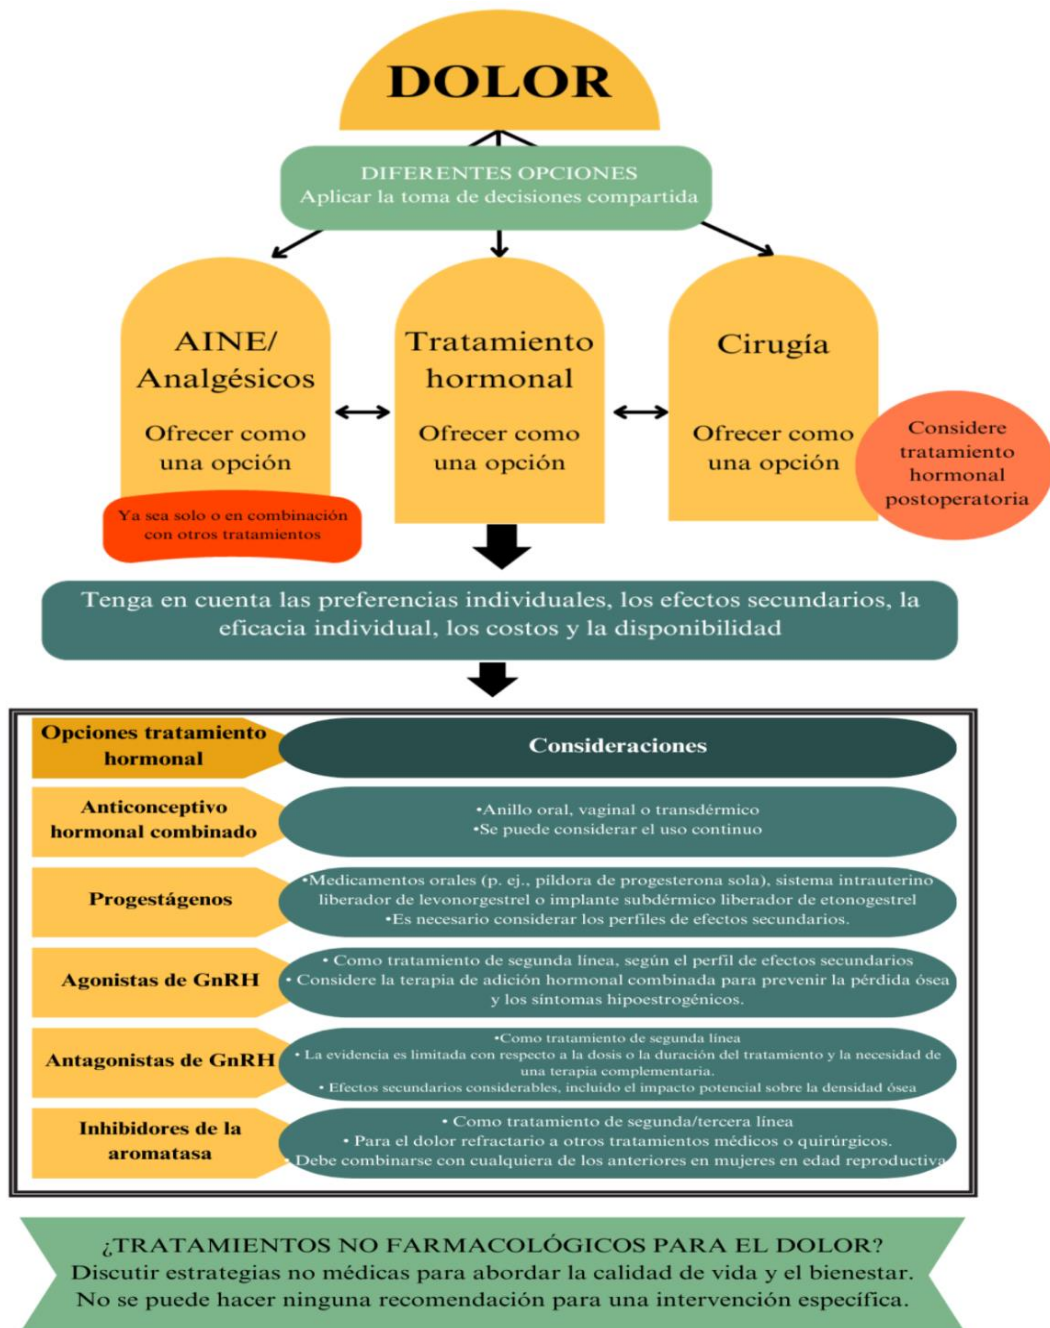 DOLOR
DIFERENTES OPCIONES
Aplicar la toma de decisiones compartida
AINE/
Analgésicos
Ofrecer como
una opción
Ya sea solo o en combinación
con otros tratamientos
Tratamiento
hormonal
Ofrecer como
una opción
Cirugía
Ofrecer como
una opción
Considere
tratamiento
hormonal
postoperatoria
Tenga en cuenta las preferencias individuales, los efectos secundarios, la
eficacia individual, los costos y la disponibilidad
Opciones tratamiento
hormonal
Consideraciones
Anticonceptivo
hormonal combinado
•Anillo oral, vaginal o transdérmico
•Se puede considerar el uso continuo
Progestágenos
•Medicamentos orales (p. ej., píldora de progesterona sola), sistema intrauterino
liberador de levonorgestrel o implante subdérmico liberador de etonogestrel
•Es necesario considerar los perfiles de efectos secundarios.
Agonistas de GnRH
• Como tratamiento de segunda línea, según el perfil de efectos secundarios
• Considere la terapia de adición hormonal combinada para prevenir la pérdida ósea
y los síntomas hipoestrogénicos.
Antagonistas de GnRH
•Como tratamiento de segunda línea
• La evidencia es limitada con respecto a la dosis o la duración del tratamiento y la necesidad de
una terapia complementaria.
• Efectos secundarios considerables, incluido el impacto potencial sobre la densidad ósea
Inhibidores de la
aromatasa
• Como tratamiento de segunda/tercera línea
• Para el dolor refractario a otros tratamientos médicos o quirúrgicos.
• Debe combinarse con cualquiera de los anteriores en mujeres en edad reproductiva
¿TRATAMIENTOS NO FARMACOLÓGICOS PARA EL DOLOR?
Discutir estrategias no médicas para abordar la calidad de vida y el bienestar.
No se puede hacer ninguna recomendación para una intervención específica.